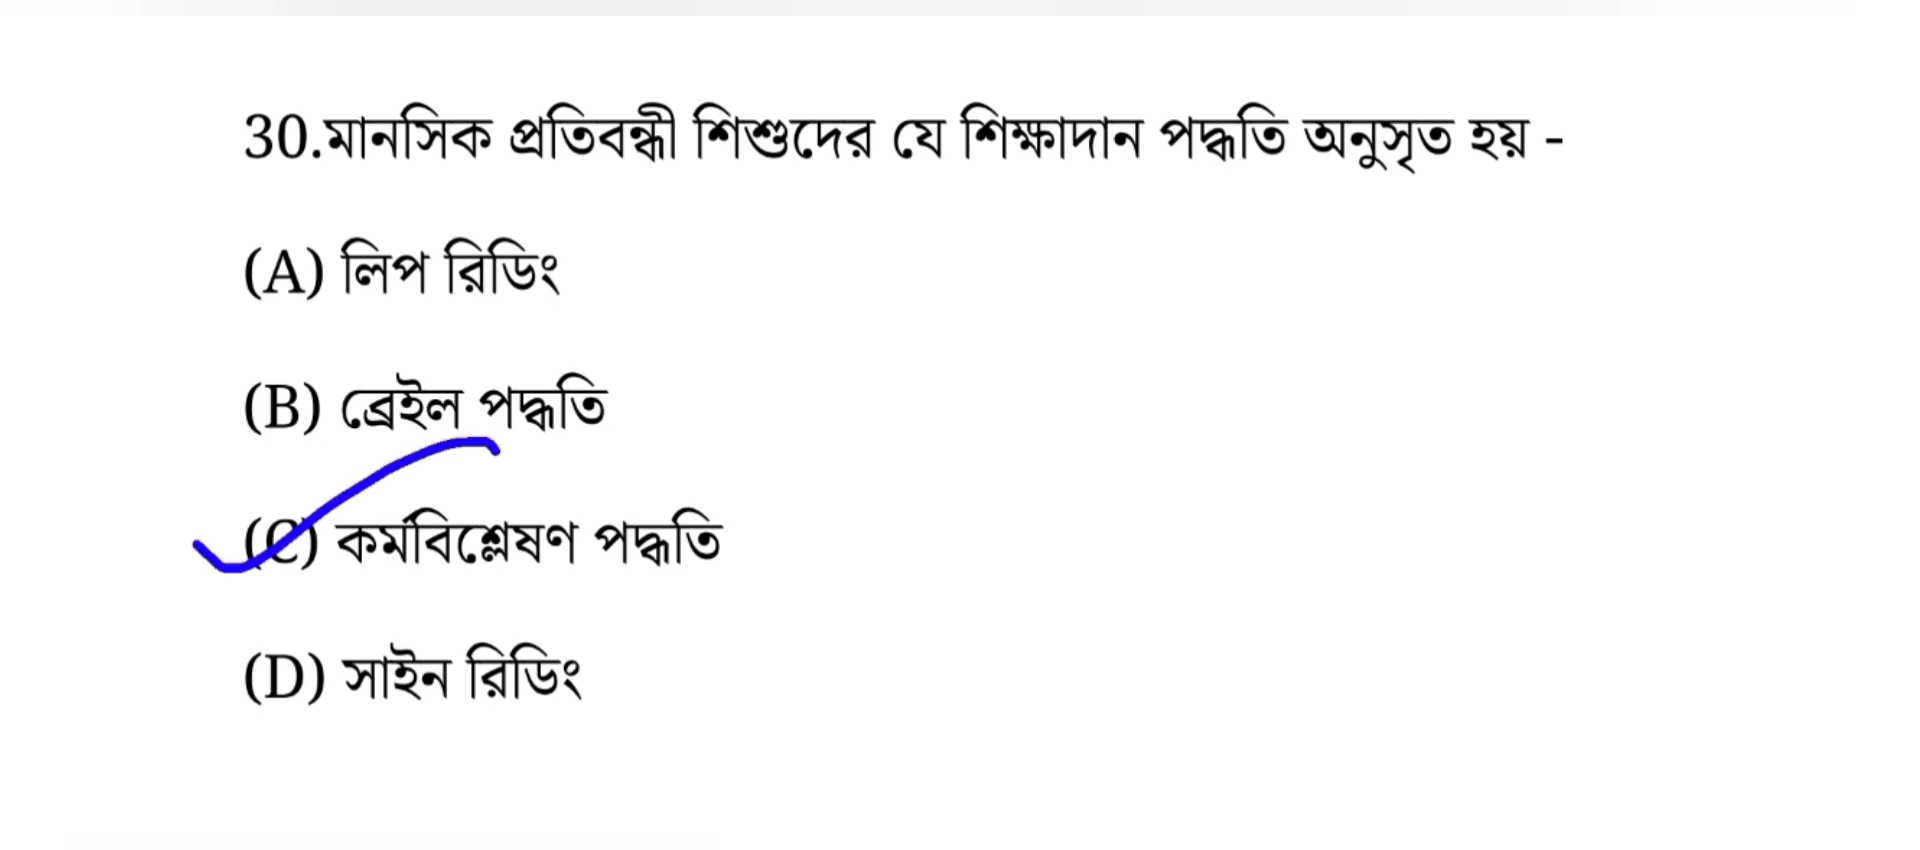 30.মানসিক প্রতিবন্ধী শিশুদের যে শিক্ষাদান পদ্ধতি অনুসৃত হয় -
(A) লিপ রিডিং
(B) ব্রেইল পদ্ধতি
(C) কর্মবিশ্লেষণ পদ্ধতি
(D) সাইন রিডিং